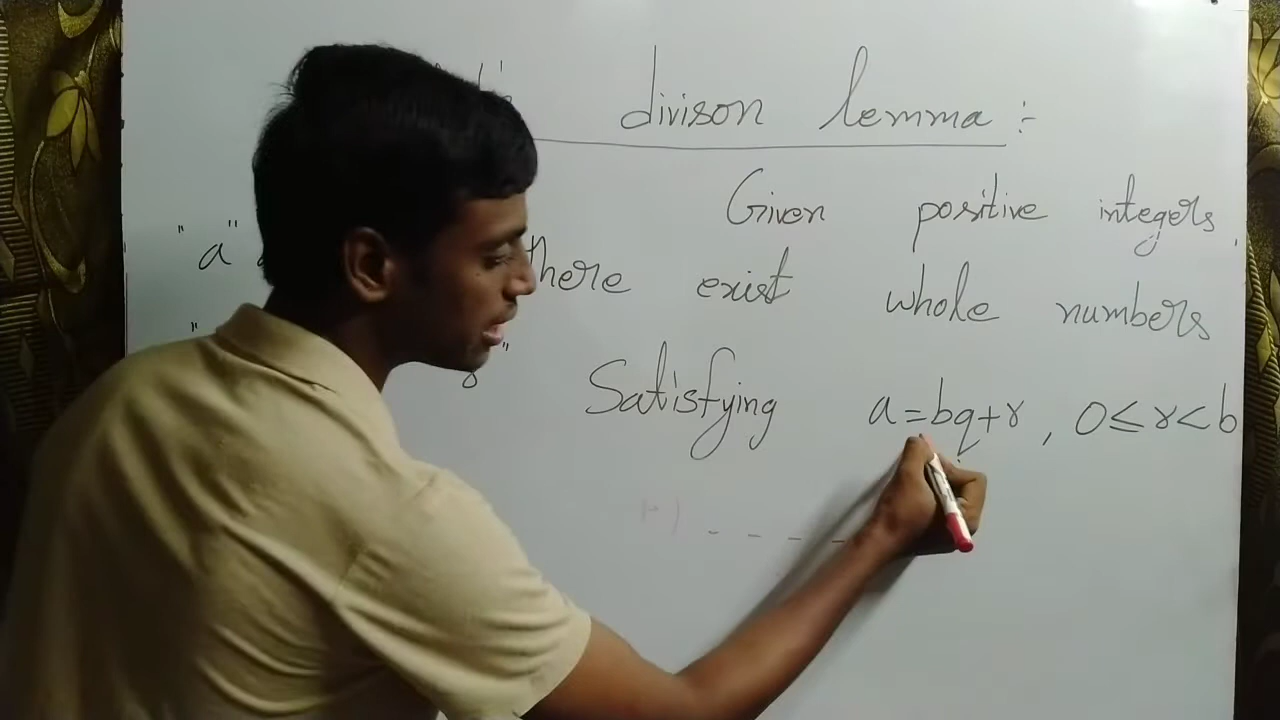 divison lemma :-
Given positive integers,
"a" there exist whole numbers
Satisfying a=bq+r , 0≤r<b